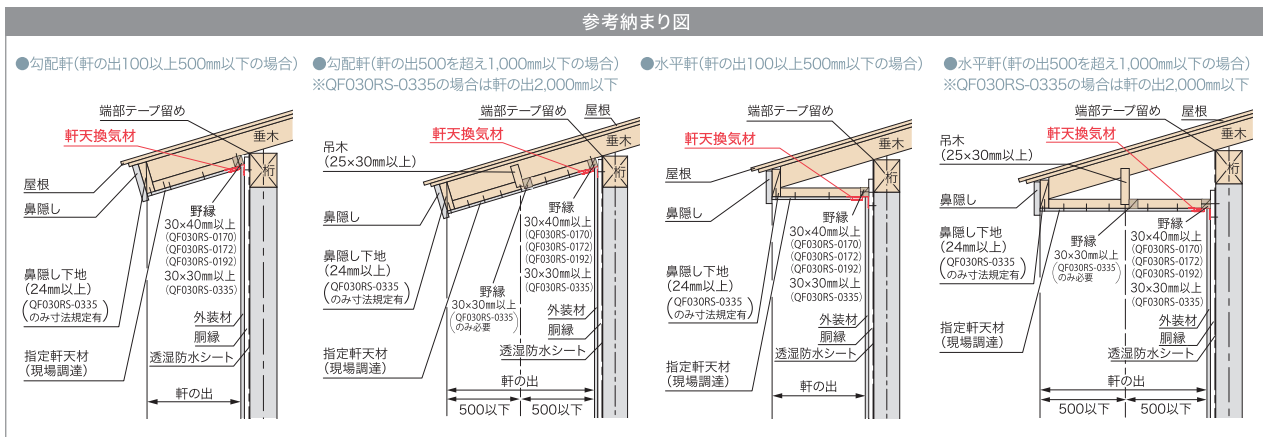 参考納まり図
●勾配軒(軒の出100以上500㎜以下の場合)
端部テープ留め
軒天換気材
垂木
桁
屋根
鼻隠し
野縁
30×40㎜以上
(QF030RS-0170)
(QF030RS-0172)
(QF030RS-0192)
30×30㎜以上
(QF030RS-0335)
鼻隠し下地
(24㎜以上)
(QF030RS-0335
のみ寸法規定有)
外装材
胴縁
透湿防水シート
指定軒天材
(現場調達)
軒の出
●勾配軒(軒の出500を超え1,000㎜以下の場合)
※QF030RS-0335の場合は軒の出2,000㎜以下
端部テープ留め
屋根
軒天換気材
垂木
吊木
(25×30㎜以上)
桁
鼻隠し
野縁
30×40㎜以上
(QF030RS-0170)
(QF030RS-0172)
(QF030RS-0192)
30×30㎜以上
(QF030RS-0335)
鼻隠し下地
(24㎜以上)
(QF030RS-0335
のみ寸法規定有)
野縁
30×30㎜以上
(QF030RS-0335
のみ必要)
外装材
胴縁
透湿防水シート
指定軒天材
(現場調達)
軒の出
500以下
500以下
●水平軒(軒の出100以上500㎜以下の場合)
端部テープ留め
軒天換気材
垂木
桁
屋根
鼻隠し
野縁
30×40㎜以上
(QF030RS-0170)
(QF030RS-0172)
(QF030RS-0192)
30×30㎜以上
(QF030RS-0335)
鼻隠し下地
(24㎜以上)
(QF030RS-0335
のみ寸法規定有)
外装材
胴縁
透湿防水シート
指定軒天材
(現場調達)
軒の出
●水平軒(軒の出500を超え1,000㎜以下の場合)
※QF030RS-0335の場合は軒の出2,000㎜以下
端部テープ留め
屋根
軒天換気材
垂木
吊木
(25×30㎜以上)
桁
鼻隠し
野縁
30×40㎜以上
(QF030RS-0170)
(QF030RS-0172)
(QF030RS-0192)
30×30㎜以上
(QF030RS-0335)
鼻隠し下地
(24㎜以上)
(QF030RS-0335
のみ寸法規定有)
野縁
30×30㎜以上
(QF030RS-0335
のみ必要)
外装材
胴縁
透湿防水シート
指定軒天材
(現場調達)
軒の出
500以下
500以下